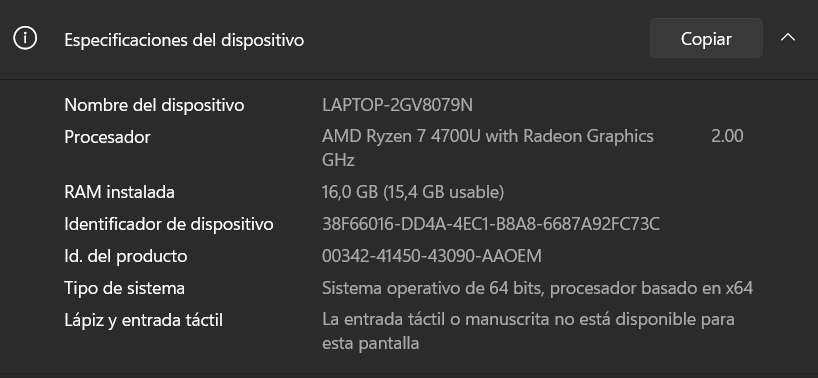 Especificaciones del dispositivo Copiar
Nombre del dispositivo LAPTOP-2GV8079N
Procesador AMD Ryzen 7 4700U with Radeon Graphics 2.00
GHz
RAM instalada 16,0 GB (15,4 GB usable)
Identificador de dispositivo 38F66016-DD4A-4EC1-B8A8-6687A92FC73C
Id. del producto 00342-41450-43090-AAOEM
Tipo de sistema Sistema operativo de 64 bits, procesador basado en x64
Lápiz y entrada táctil La entrada táctil o manuscrita no está disponible para
esta pantalla